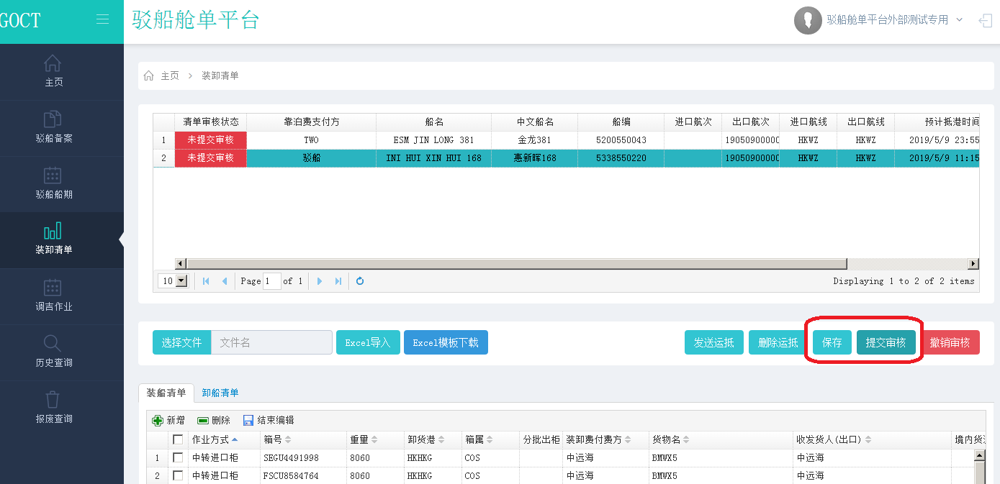 GOCT
驳船舱单平台
驳船舱单平台外部测试专用
主页
驳船备案
驳船船期
装卸清单
调吉作业
历史查询
报废查询
主页 > 装卸清单
清单审核状态 靠泊费支付方 船名 中文船名 船编 进口航次 出口航次 进口航线 出口航线 预计抵港时间
1 未提交审核 TWO ESM JIN LONG 381 金龙381 5200550043 19050900000 HKWZ HKWZ 2019/5/9 23:55
2 未提交审核 驳船 INI HUI XIN HUI 168 惠新晖168 5338550220 19050900000 HKWZ HKWZ 2019/5/9 11:15
10 Page 1 of 1 Displaying 1 to 2 of 2 items
选择文件 文件名 Excel导入 Excel模板下载 发送运抵 删除运抵 保存 提交审核 撤销审核
装船清单 卸船清单
新增 删除 结束编辑
作业方式 箱号 重量 卸货港 箱属 分批出柜 装卸费付费方 货物名 收发货人(出口) 境内货
1 中转进口柜 SEGU4491998 8060 HKHKG COS 中远海 BMWX5 中远海
2 中转进口柜 FSCU8584764 8060 HKHKG COS 中远海 BMWX5 中远海